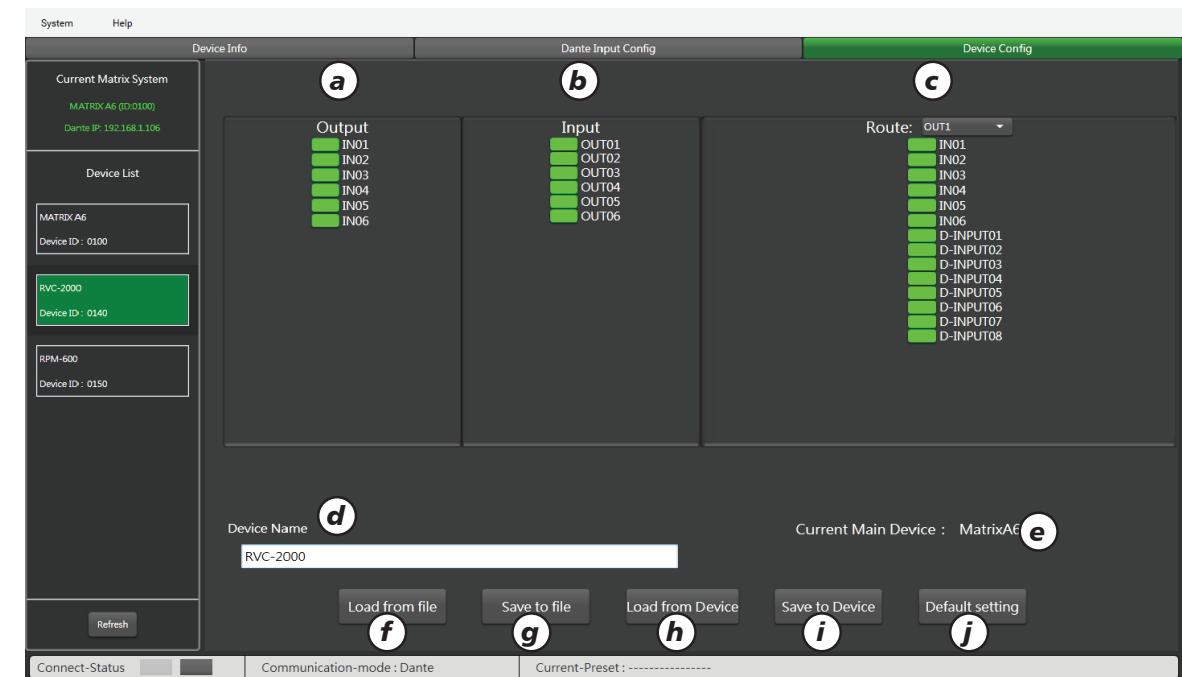 System Help
Device Info Dante Input Config Device Config
Current Matrix System
MATRIX A6 (ID:0100)
Dante IP: 192.168.1.106
Device List
MATRIX A6
Device ID : 0100
RVC-2000
Device ID : 0140
RPM-600
Device ID : 0150
Refresh
a
Output
IN01
IN02
IN03
IN04
IN05
IN06
b
Input
OUT01
OUT02
OUT03
OUT04
OUT05
OUT06
c
Route: OUT1
IN01
IN02
IN03
IN04
IN05
IN06
D-INPUT01
D-INPUT02
D-INPUT03
D-INPUT04
D-INPUT05
D-INPUT06
D-INPUT07
D-INPUT08
Device Name d
RVC-2000
Current Main Device : MatrixA6 e
Load from file Save to file Load from Device Save to Device Default setting
f g h i j
Connect-Status Communication-mode : Dante Current-Preset : ----------------